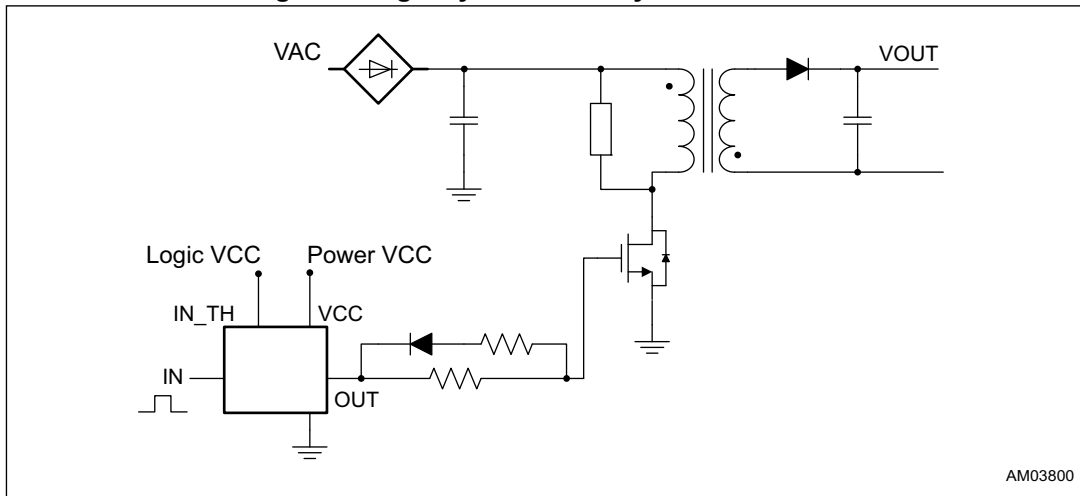 VAC
VOUT
Logic VCC
Power VCC
IN_TH
VCC
IN
OUT
AM03800